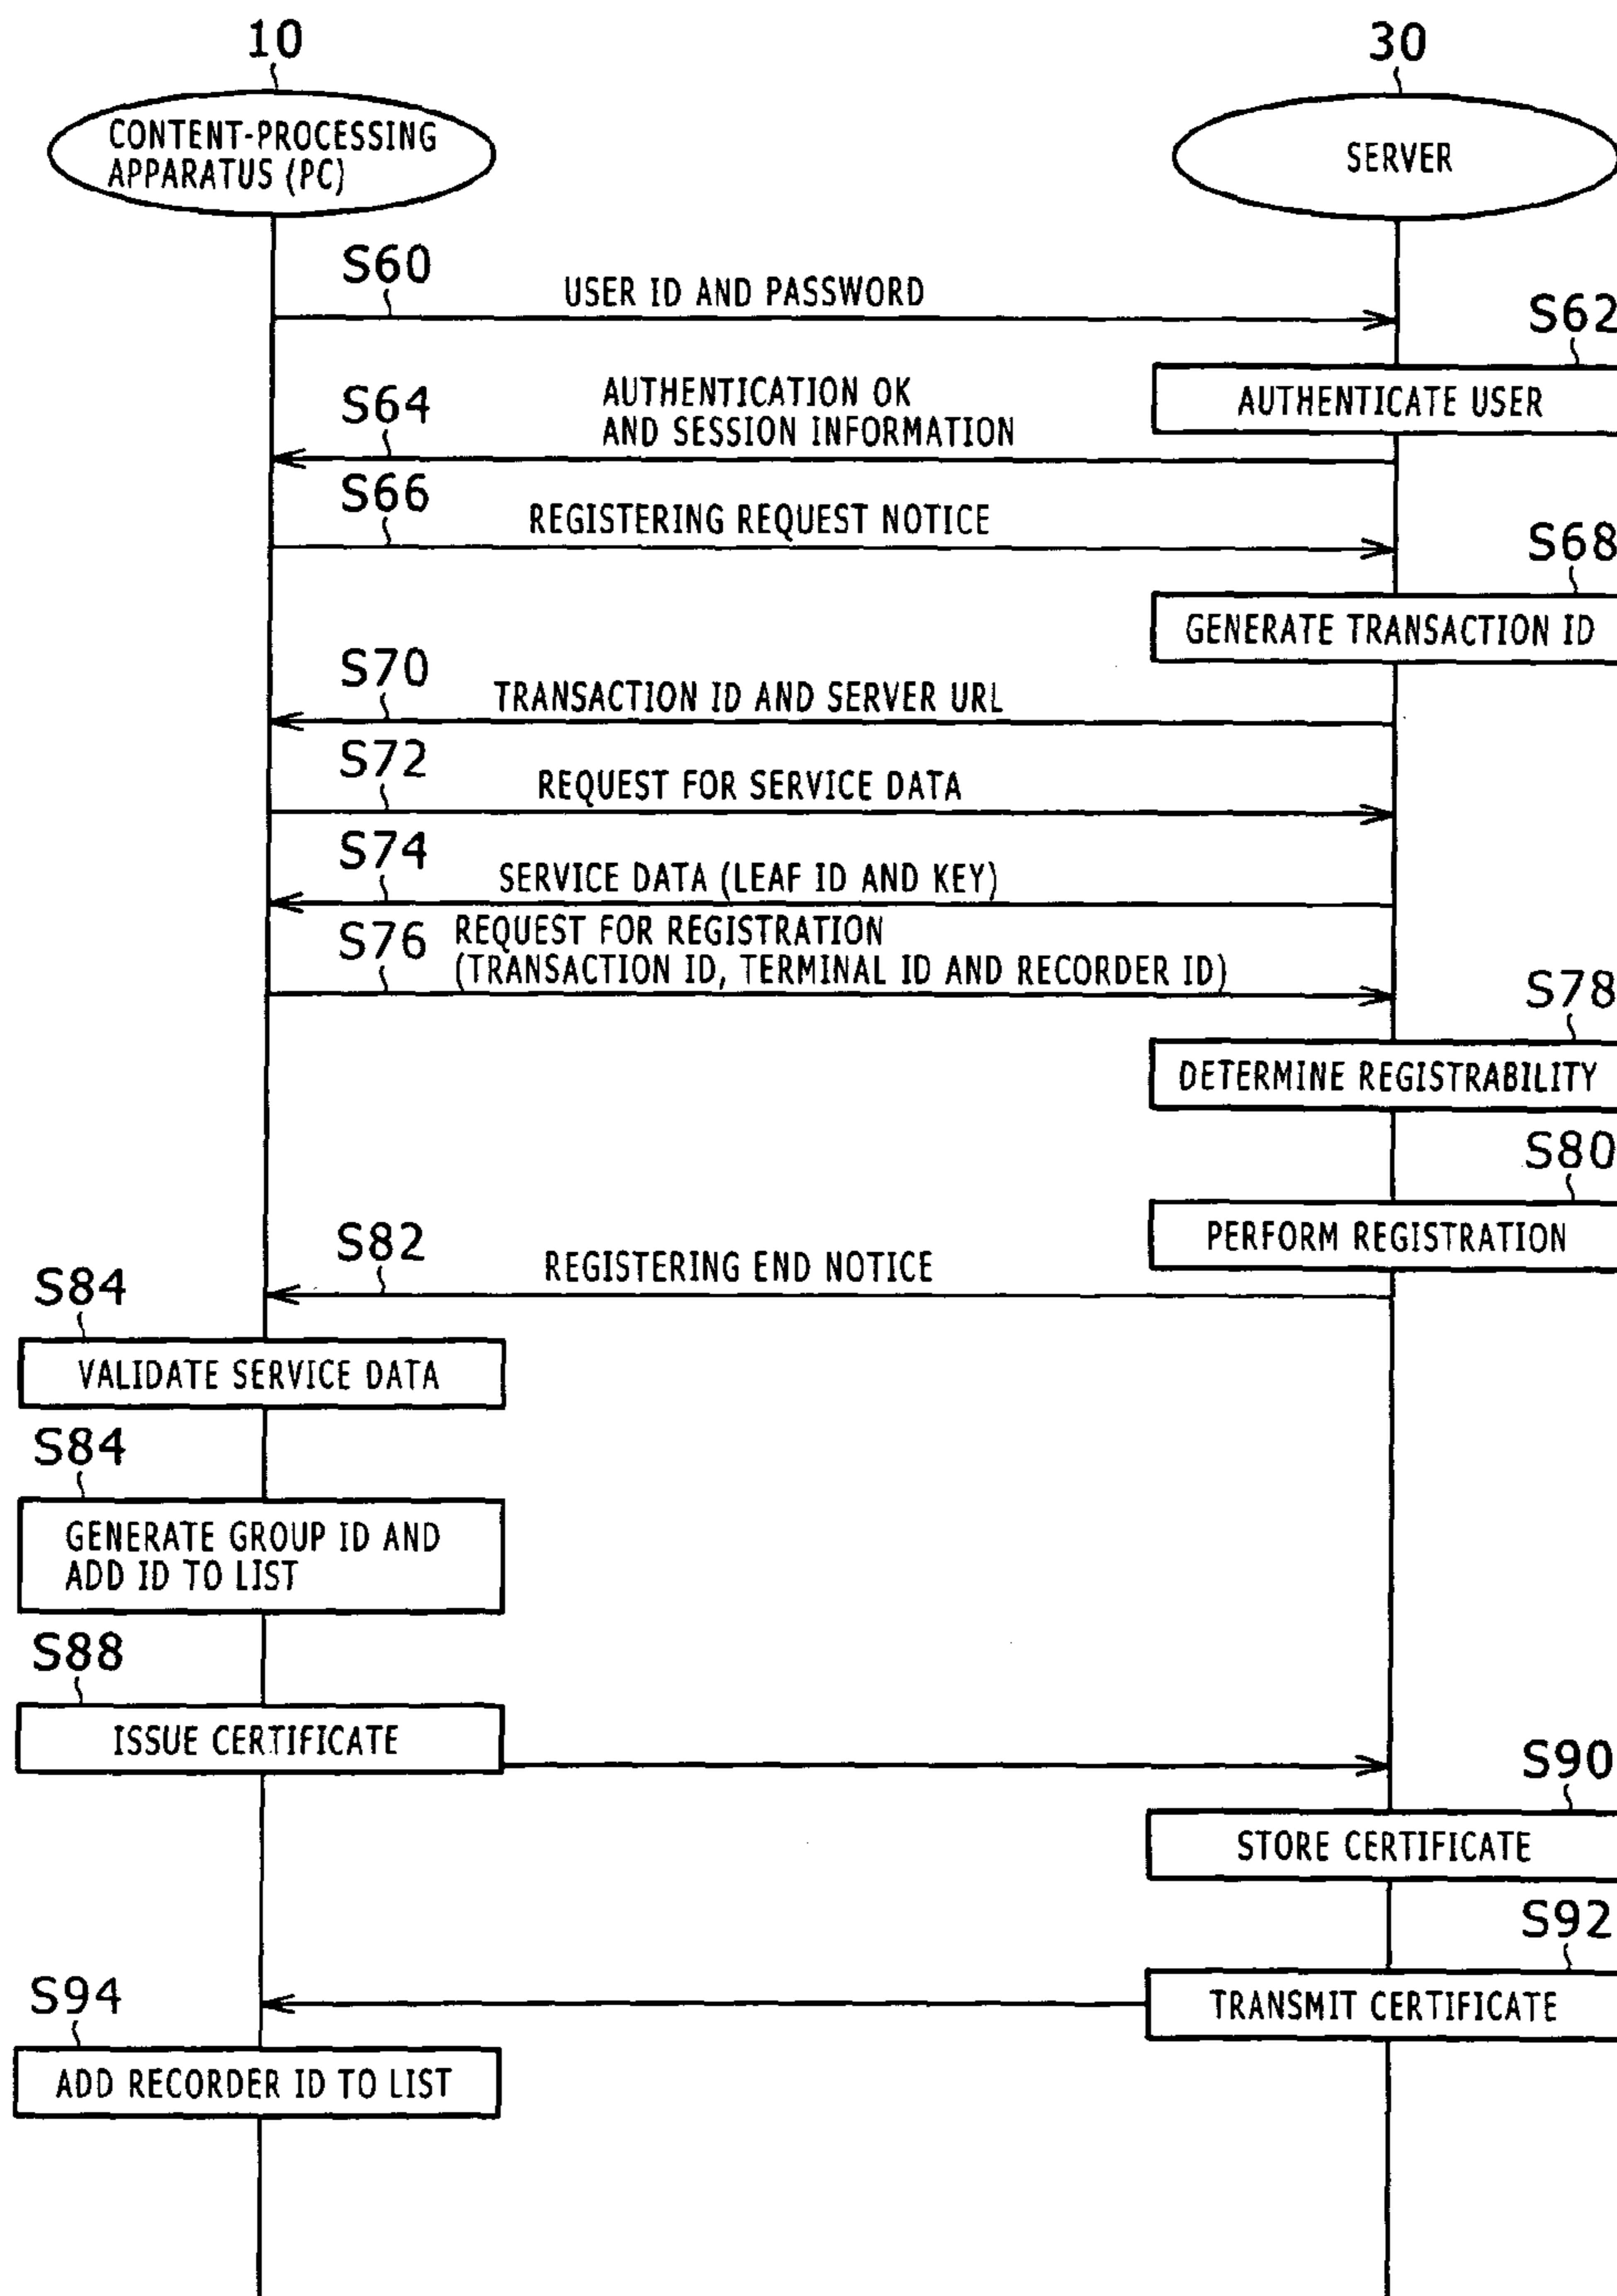 10
30
CONTENT-PROCESSING
APPARATUS (PC)
SERVER
S60
USER ID AND PASSWORD
S62
AUTHENTICATE USER
S64
AUTHENTICATION OK
AND SESSION INFORMATION
S66
REGISTERING REQUEST NOTICE
S68
GENERATE TRANSACTION ID
S70
TRANSACTION ID AND SERVER URL
S72
REQUEST FOR SERVICE DATA
S74
SERVICE DATA (LEAF ID AND KEY)
S76
REQUEST FOR REGISTRATION
(TRANSACTION ID, TERMINAL ID AND RECORDER ID)
S78
DETERMINE REGISTRABILITY
S80
PERFORM REGISTRATION
S82
REGISTERING END NOTICE
S84
VALIDATE SERVICE DATA
S84
GENERATE GROUP ID AND
ADD ID TO LIST
S88
ISSUE CERTIFICATE
S90
STORE CERTIFICATE
S92
TRANSMIT CERTIFICATE
S94
ADD RECORDER ID TO LIST